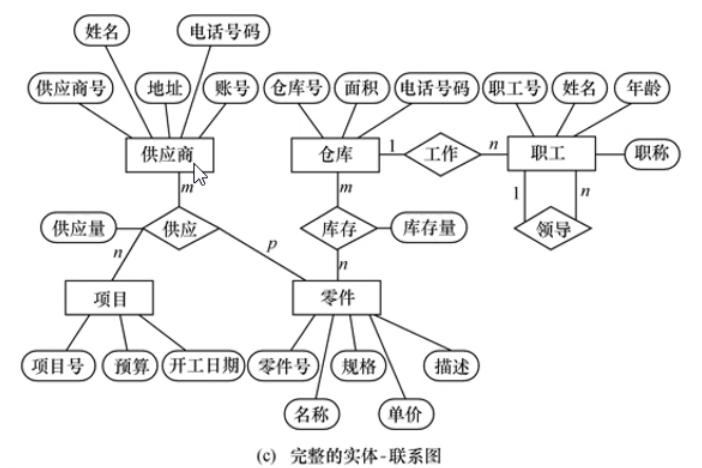 姓名 电话号码
供应商号 地址 账号 仓库号 面积 电话号码 职工号 姓名 年龄
供应商 仓库 1 工作 n 职工 职称
m m 1 n
供应量 供应 库存 库存量 领导
n p n
项目 零件
项目号 预算 开工日期 零件号 规格 描述
名称 单价
(c) 完整的实体-联系图